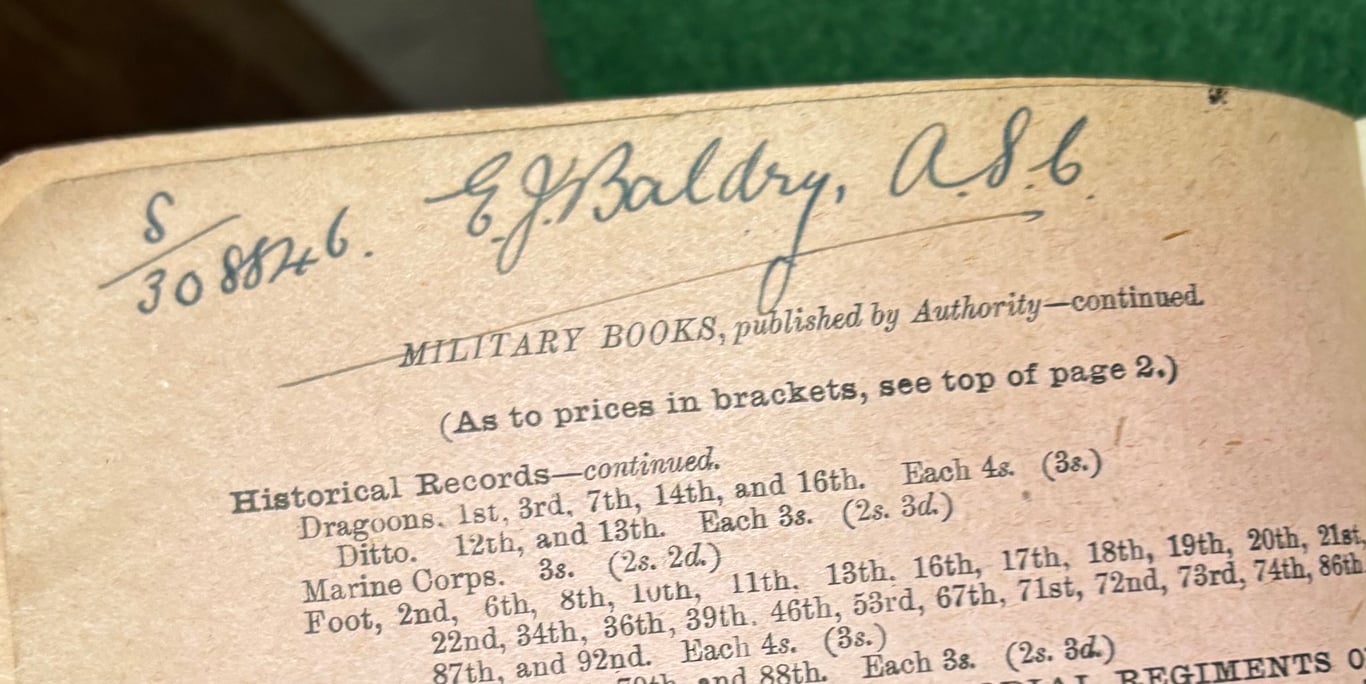 S/308846. E.J. Baldry, A.S.C.
MILITARY BOOKS, published by Authority—continued.
(As to prices in brackets, see top of page 2.)
Historical Records—continued.
Dragoons. 1st, 3rd, 7th, 14th, and 16th. Each 4s. (3s.)
Ditto. 12th, and 13th. Each 3s. (2s. 3d.)
Marine Corps. 3s. (2s. 2d.)
Foot, 2nd, 6th, 8th, 10th, 11th. 13th. 16th, 17th, 18th, 19th, 20th, 21st,
22nd, 34th, 36th, 39th. 46th, 53rd, 67th, 71st, 72nd, 73rd, 74th, 86th
87th, and 92nd. Each 4s. (3s.)
and 88th. Each 3s. (2s. 3d.)
REGIMENTS